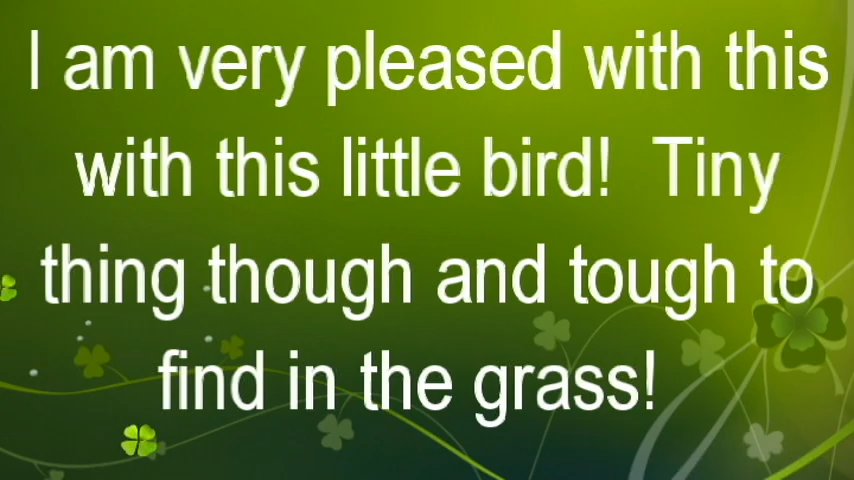 I am very pleased with this
with this little bird!  Tiny
thing though and tough to
find in the grass!